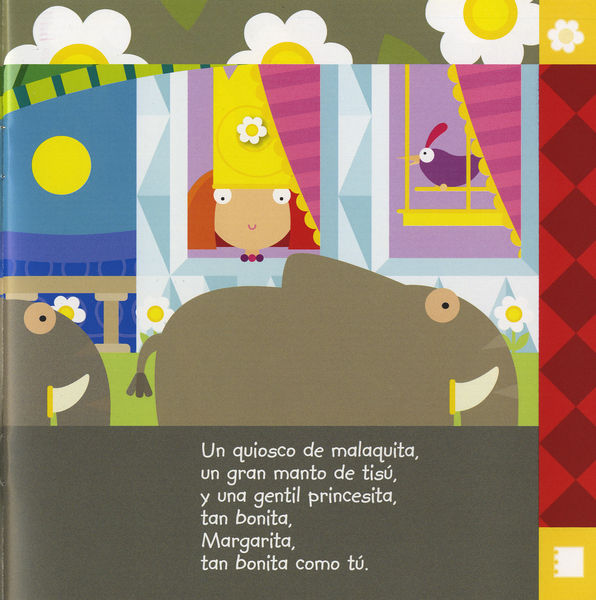 Un quiosco de malaquita,
un gran manto de tisú,
y una gentil princesita,
tan bonita,
Margarita,
tan bonita como tú.